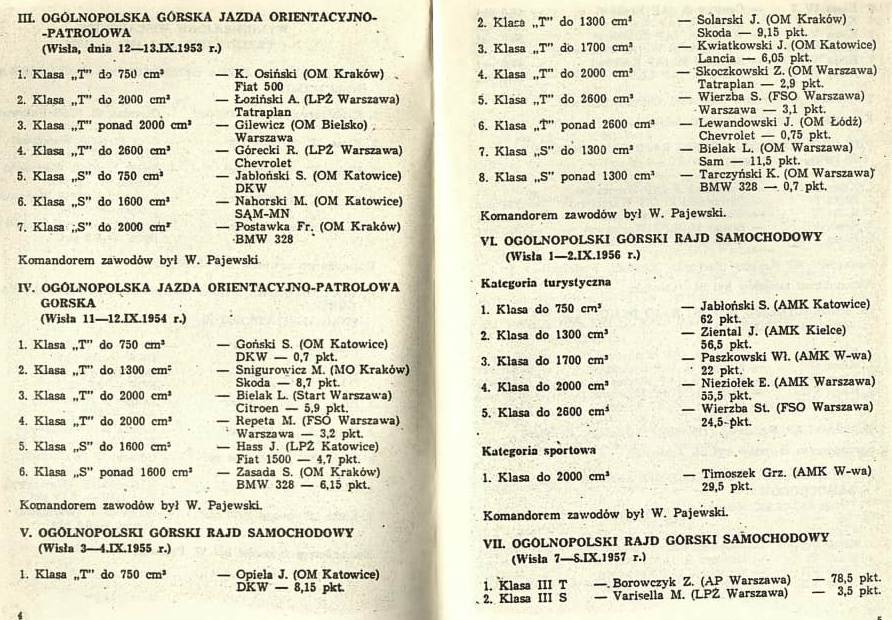 III. OGÓLNOPOLSKA GÓRSKA JAZDA ORIENTACYJNO-
-PATROLOWA
(Wisła, dnia 12—13.IX.1953 r.)
1. Klasa „T" do 750 cm³ — K. Osiński (OM Kraków)
Fiat 500
2. Klasa „T" do 2000 cm³ — Łoziński A. (LPŻ Warszawa)
Tatraplan
3. Klasa „T" ponad 2000 cm³ — Gilewicz (OM Bielsko)
Warszawa
4. Klasa „T" do 2600 cm³ — Górecki R. (LPŻ Warszawa)
Chevrolet
5. Klasa „S" do 750 cm³ — Jabłoński S. (OM Katowice)
DKW
6. Klasa „S" do 1600 cm³ — Nahorski M. (OM Katowice)
SAM-MN
7. Klasa „S" do 2000 cm³ — Postawka Fr. (OM Kraków)
BMW 328
Komandorem zawodów był W. Pajewski
IV. OGÓLNOPOLSKA JAZDA ORIENTACYJNO-PATROLOWA
GORSKA
(Wisła 11—12.IX.1954 r.)
1. Klasa „T" do 750 cm³ — Goński S. (OM Katowice)
DKW — 0,7 pkt.
2. Klasa „T" do 1300 cm³ — Snigurowicz M. (MO Kraków)
Skoda — 8,7 pkt.
3. Klasa „T" do 2000 cm³ — Bielak L. (Start Warszawa)
Citroen — 5,9 pkt.
4. Klasa „T" do 2000 cm³ — Repeta M. (FSO Warszawa)
Warszawa — 3,2 pkt.
5. Klasa „S" do 1600 cm³ — Hass J. (LPŻ Katowice)
Fiat 1500 — 4,7 pkt.
6. Klasa „S" ponad 1600 cm³ — Zasada S. (OM Kraków)
BMW 328 — 6,15 pkt.
Komandorem zawodów był W. Pajewski.
V. OGÓLNOPOLSKI GÓRSKI RAJD SAMOCHODOWY
(Wisła 3—4.IX.1955 r.)
1. Klasa „T" do 750 cm³ — Opiela J. (OM Katowice)
DKW — 8,15 pkt.
4
2. Klasa „T" do 1300 cm³ — Solarski J. (OM Kraków)
Skoda — 9,15 pkt.
3. Klasa „T" do 1700 cm³ — Kwiatkowski J. (OM Katowice)
Lancia — 6,05 pkt.
4. Klasa „T" do 2000 cm³ — Skoczkowski Z. (OM Warszawa)
Tatraplan — 2,9 pkt.
5. Klasa „T" do 2600 cm³ — Wierzba S. (FSO Warszawa)
Warszawa — 3,1 pkt.
6. Klasa „T" ponad 2600 cm³ — Lewandowski J. (OM Łódź)
Chevrolet — 0,75 pkt.
7. Klasa „S" do 1300 cm³ — Bielak L. (OM Warszawa)
Sam — 11,5 pkt.
8. Klasa „S" ponad 1300 cm³ — Tarczyński K. (OM Warszawa)
BMW 328 — 0,7 pkt.
Komandorem zawodów był W. Pajewski.
VI. OGÓLNOPOLSKI GÓRSKI RAJD SAMOCHODOWY
(Wisła 1—2.IX.1956 r.)
Kategoria turystyczna
1. Klasa do 750 cm³ — Jabłoński S. (AMK Katowice)
62 pkt.
2. Klasa do 1300 cm³ — Ziental J. (AMK Kielce)
56,5 pkt.
3. Klasa do 1700 cm³ — Paszkowski Wł. (AMK W-wa)
22 pkt.
4. Klasa do 2000 cm³ — Nieziołek E. (AMK Warszawa)
55,5 pkt.
5. Klasa do 2600 cm³ — Wierzba St. (FSO Warszawa)
24,5 pkt.
Kategoria sportowa
1. Klasa do 2000 cm³ — Timoszek Grz. (AMK W-wa)
29,5 pkt.
Komandorem zawodów był W. Pajewski.
VII. OGÓLNOPOLSKI RAJD GÓRSKI SAMOCHODOWY
(Wisła 7—8.IX.1957 r.)
1. Klasa III T — Borowczyk Z. (AP Warszawa) — 78,5 pkt.
2. Klasa III S — Varisella M. (LPŻ Warszawa) — 3,5 pkt.
5